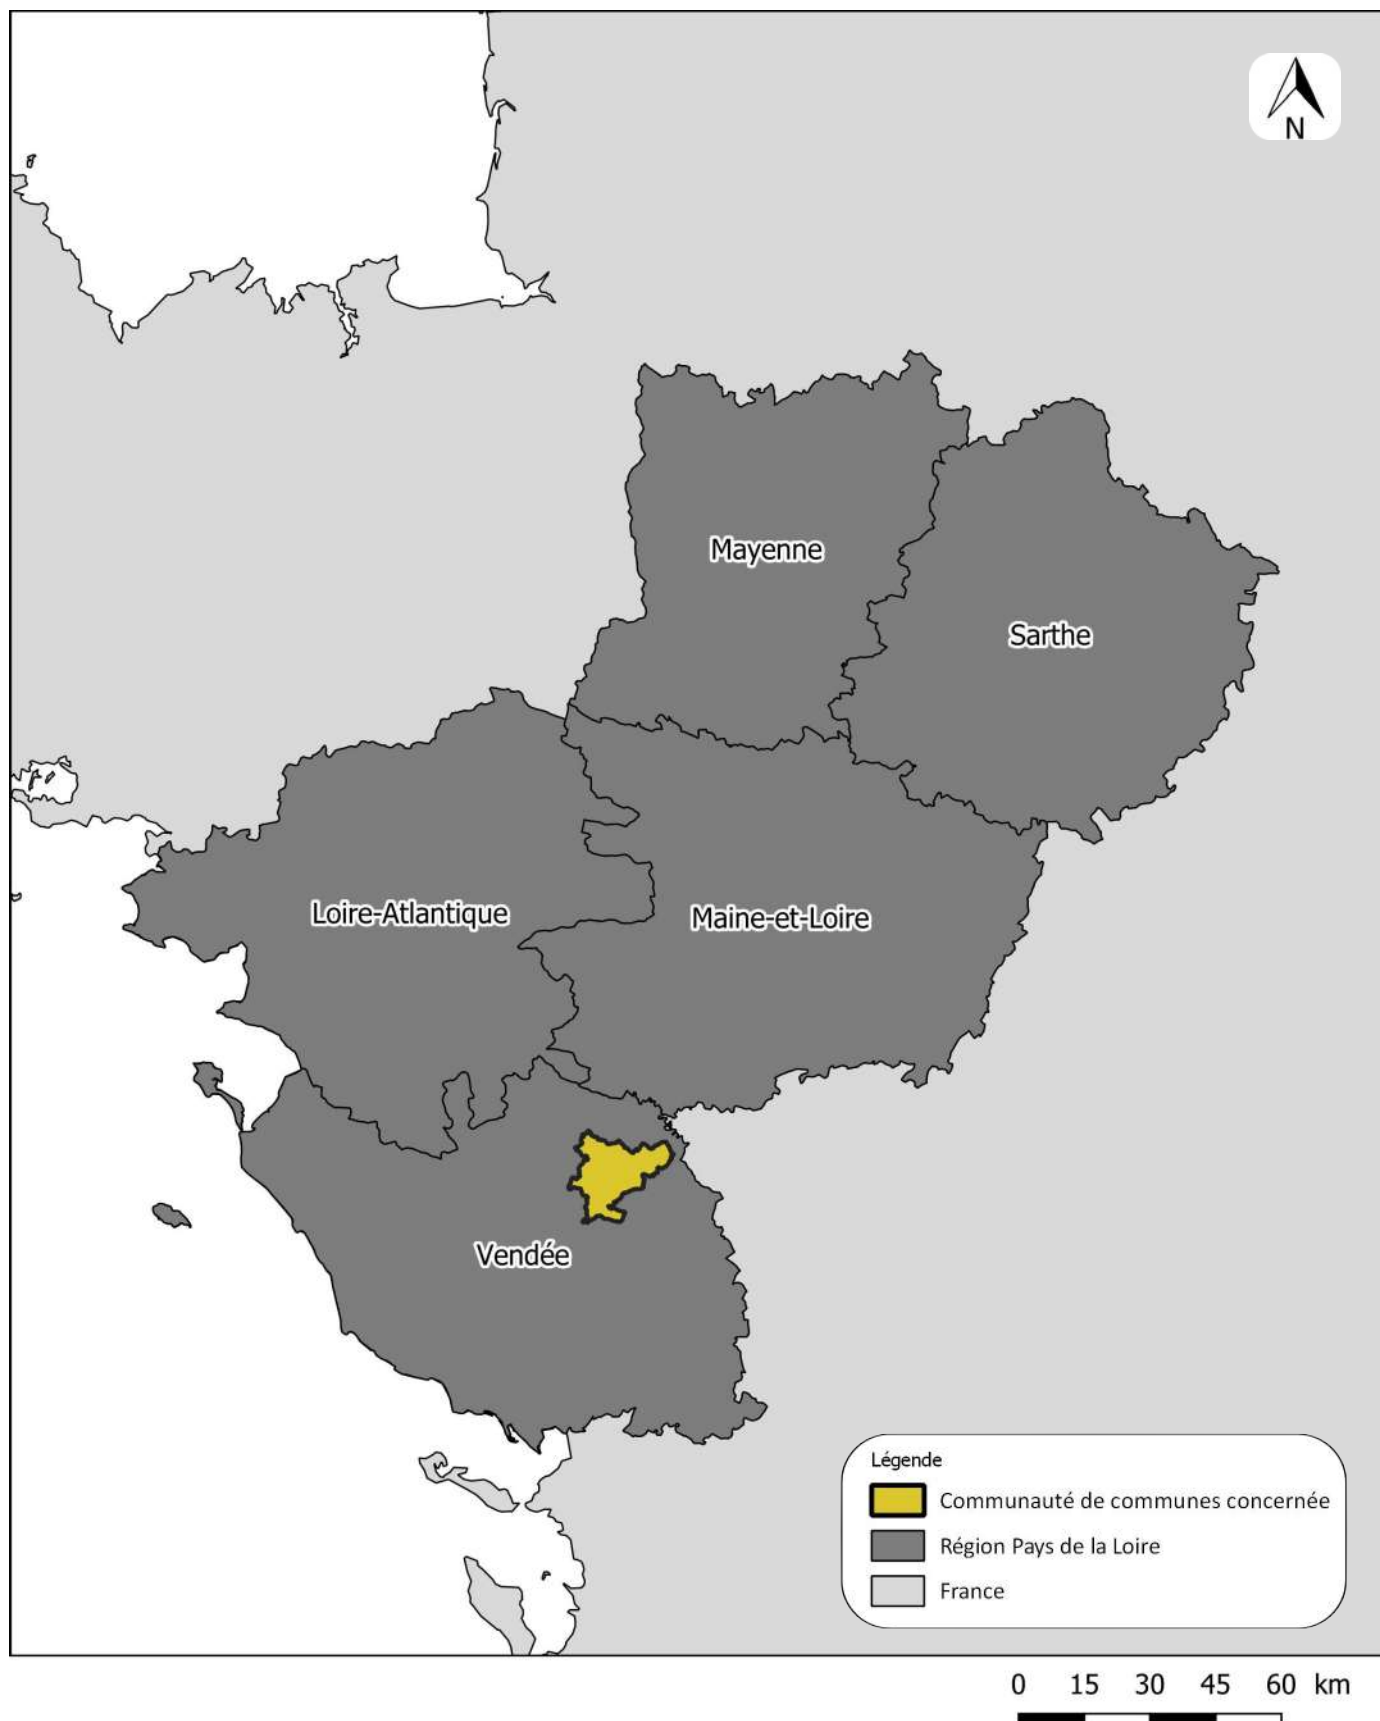 N
Mayenne
Sarthe
Loire-Atlantique
Maine-et-Loire
Vendée
Légende
Communauté de communes concernée
Région Pays de la Loire
France
0 15 30 45 60 km